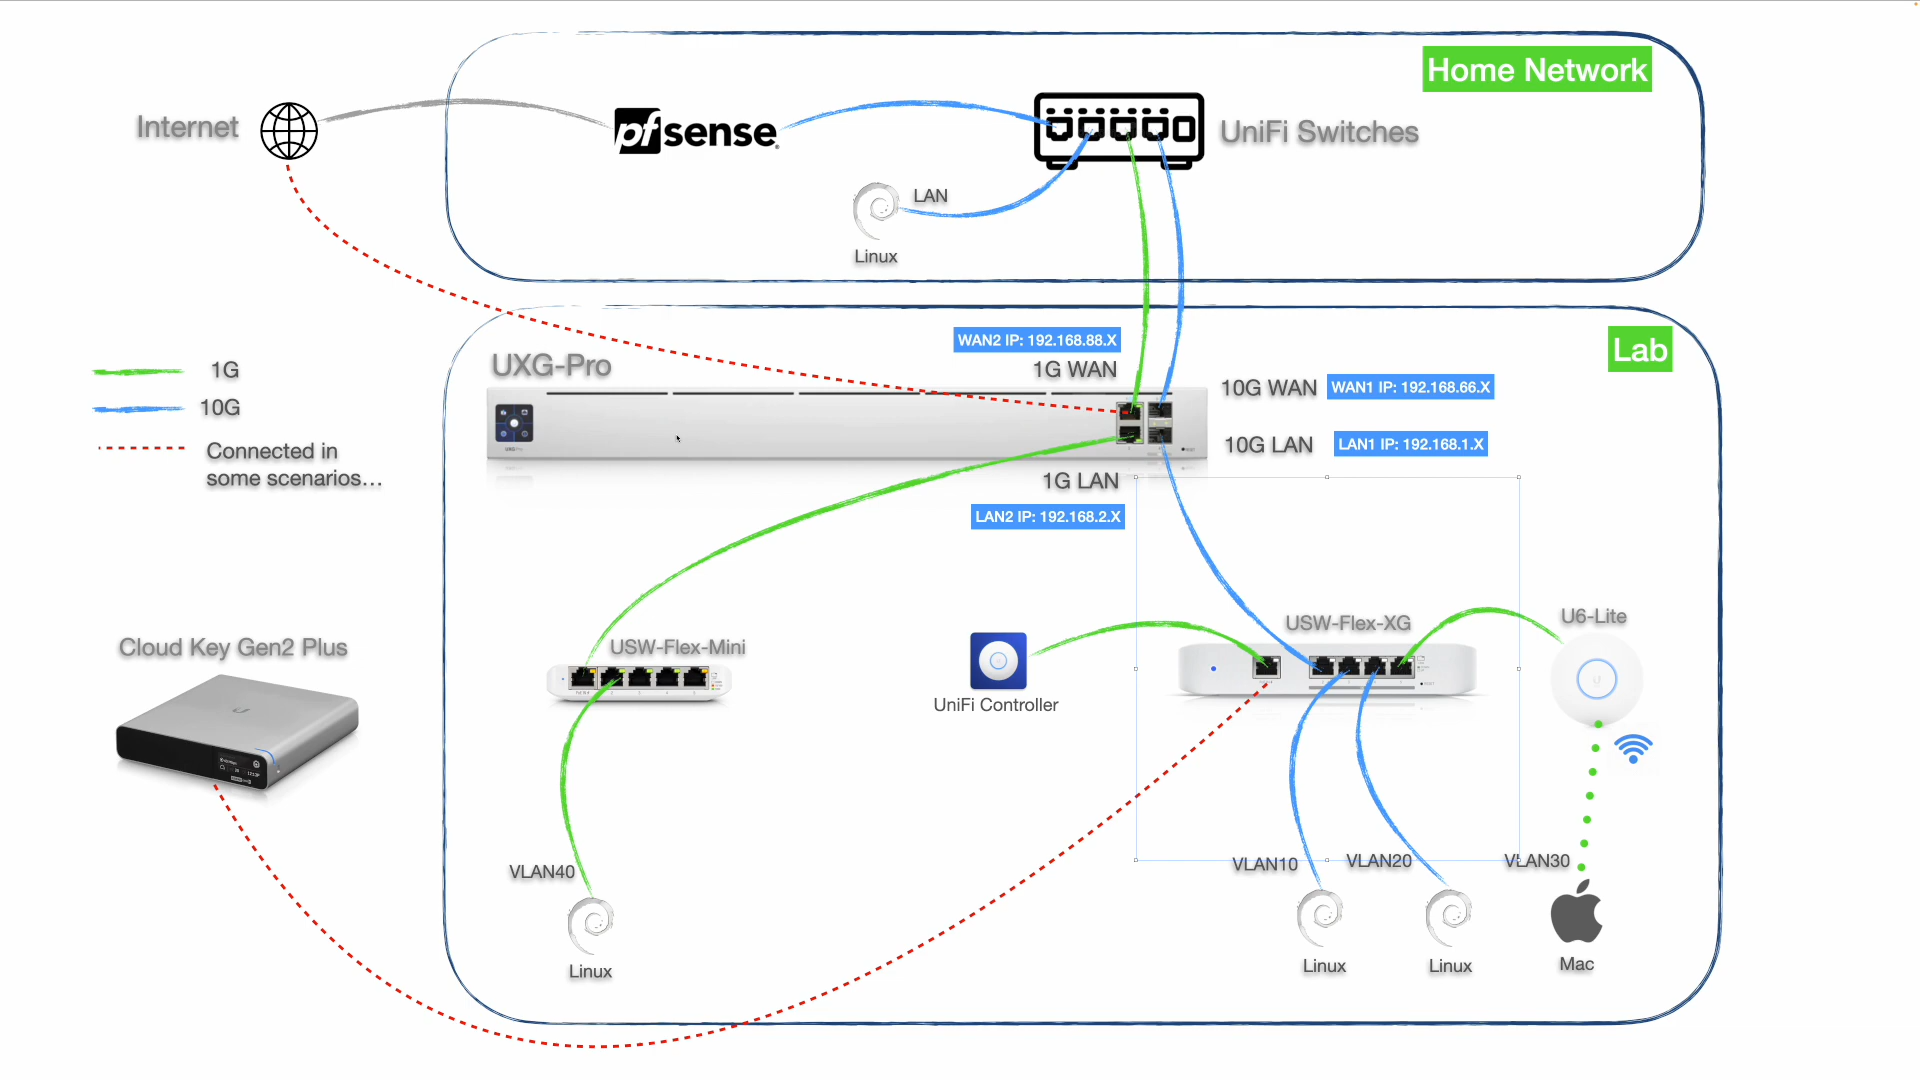 Home Network
Internet
pfsense
UniFi Switches
LAN
Linux
WAN2 IP: 192.168.88.X
Lab
UXG-Pro
1G WAN
1G
10G WAN
WAN1 IP: 192.168.66.X
10G
10G LAN
LAN1 IP: 192.168.1.X
Connected in
some scenarios...
1G LAN
LAN2 IP: 192.168.2.X
USW-Flex-XG
U6-Lite
Cloud Key Gen2 Plus
USW-Flex-Mini
UniFi Controller
VLAN40
VLAN10
VLAN20
VLAN30
Linux
Linux
Linux
Mac